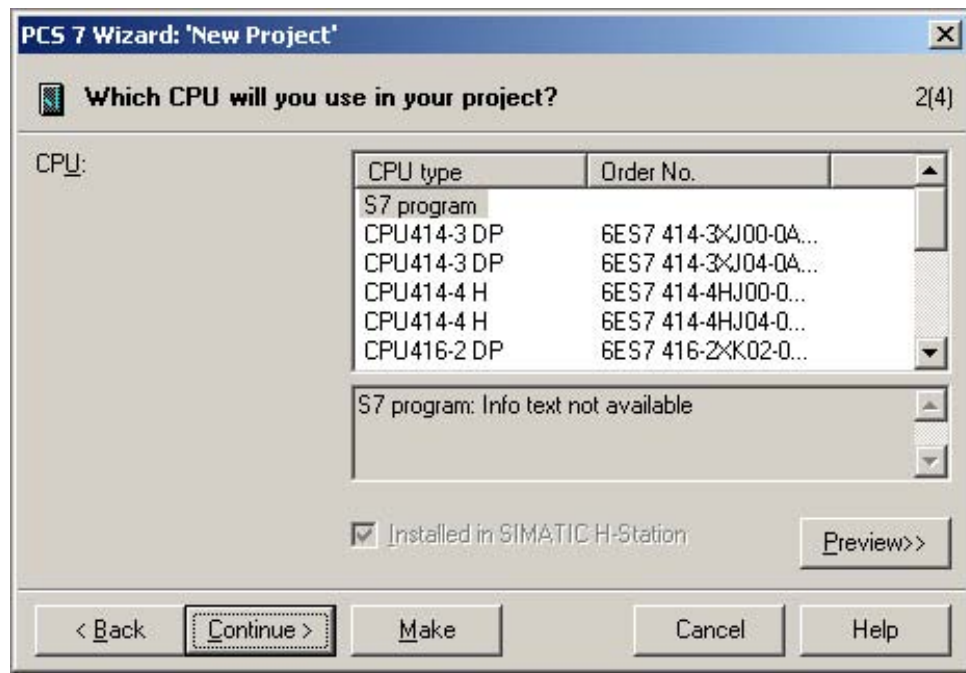 PCS 7 Wizard: 'New Project'
Which CPU will you use in your project?
2(4)
CPU:
CPU type Order No.
S7 program
CPU414-3 DP 6ES7 414-3XJ00-0A...
CPU414-3 DP 6ES7 414-3XJ04-0A...
CPU414-4 H 6ES7 414-4HJ00-0...
CPU414-4 H 6ES7 414-4HJ04-0...
CPU416-2 DP 6ES7 416-2XK02-0...
S7 program: Info text not available
Installed in SIMATIC H-Station
Preview>>
< Back Continue > Make Cancel Help